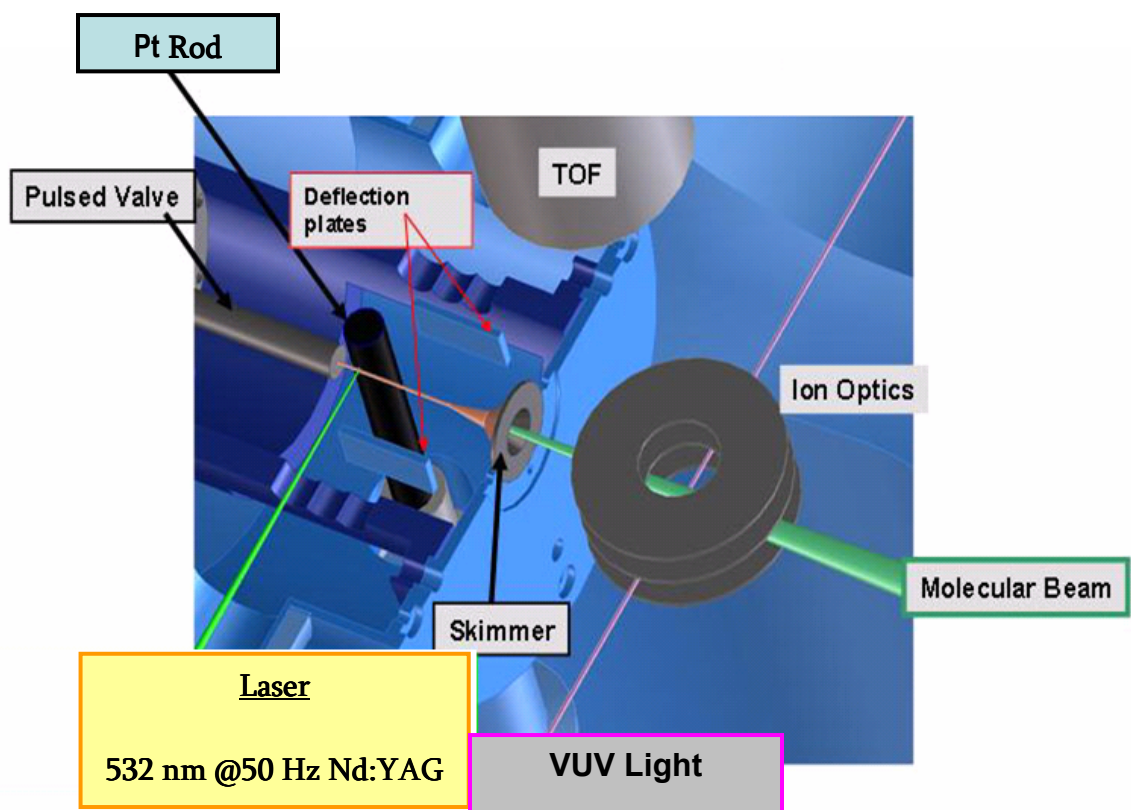 Pt Rod
TOF
Pulsed Valve
Deflection
plates
Ion Optics
Molecular Beam
Skimmer
Laser
532 nm @50 Hz Nd:YAG
VUV Light